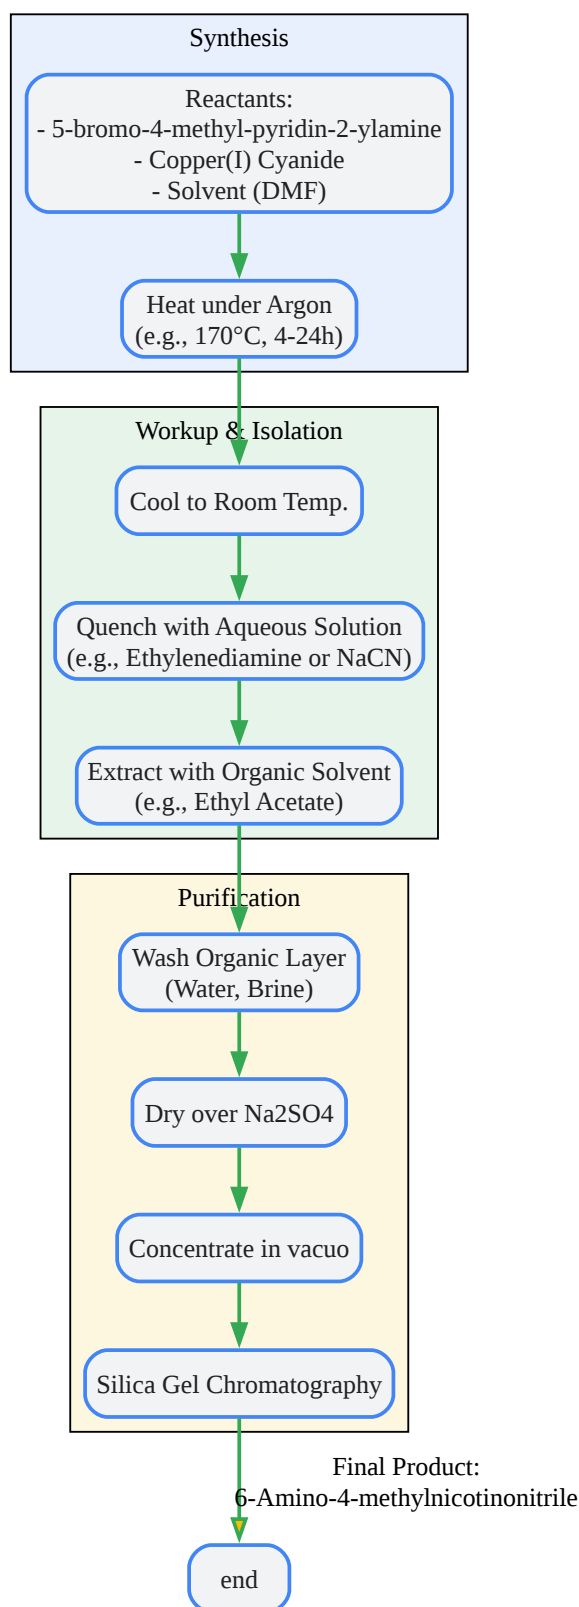 Synthesis
Reactants:
- 5-bromo-4-methyl-pyridin-2-ylamine
- Copper(I) Cyanide
- Solvent (DMF)
Heat under Argon
(e.g., 170°C, 4-24h)
Workup & Isolation
Cool to Room Temp.
Quench with Aqueous Solution
(e.g., Ethylenediamine or NaCN)
Extract with Organic Solvent
(e.g., Ethyl Acetate)
Purification
Wash Organic Layer
(Water, Brine)
Dry over Na2SO4
Concentrate in vacuo
Silica Gel Chromatography
Final Product:
6-Amino-4-methylnicotinonitrile
end